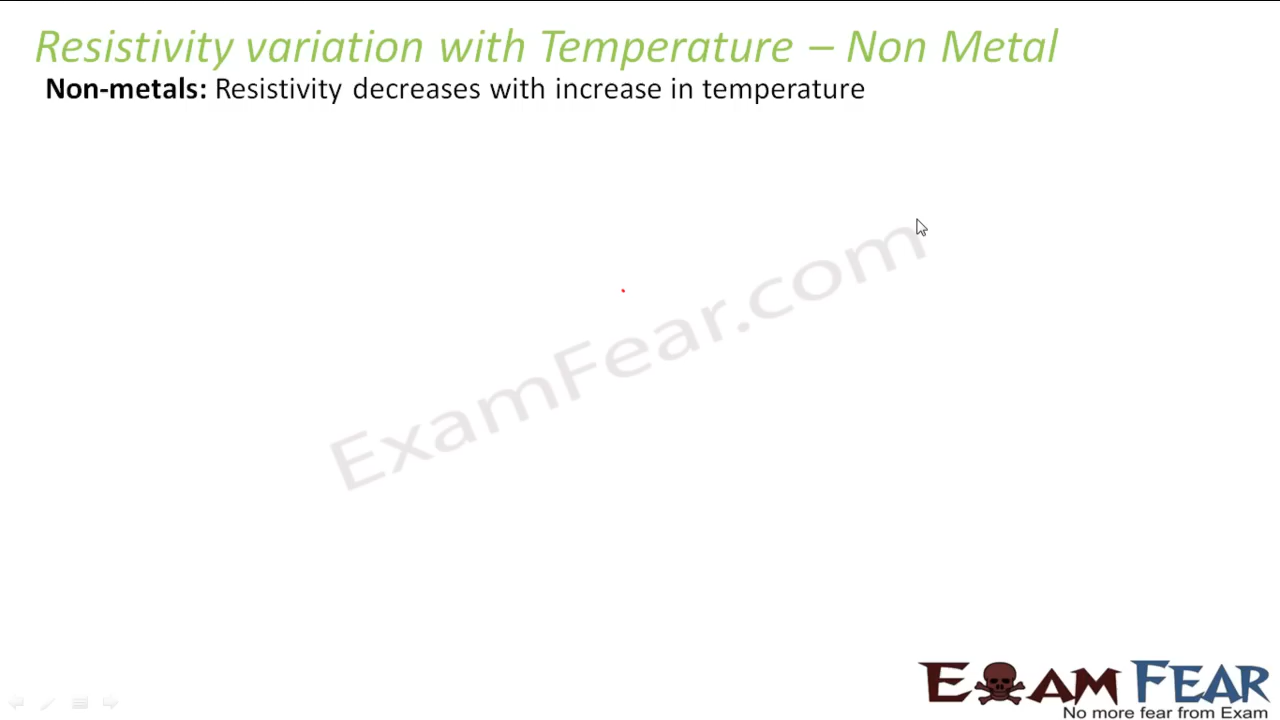 Resistivity variation with Temperature – Non Metal
Non-metals: Resistivity decreases with increase in temperature
ExamFear.com
EXAM FEAR
No more fear from Exam